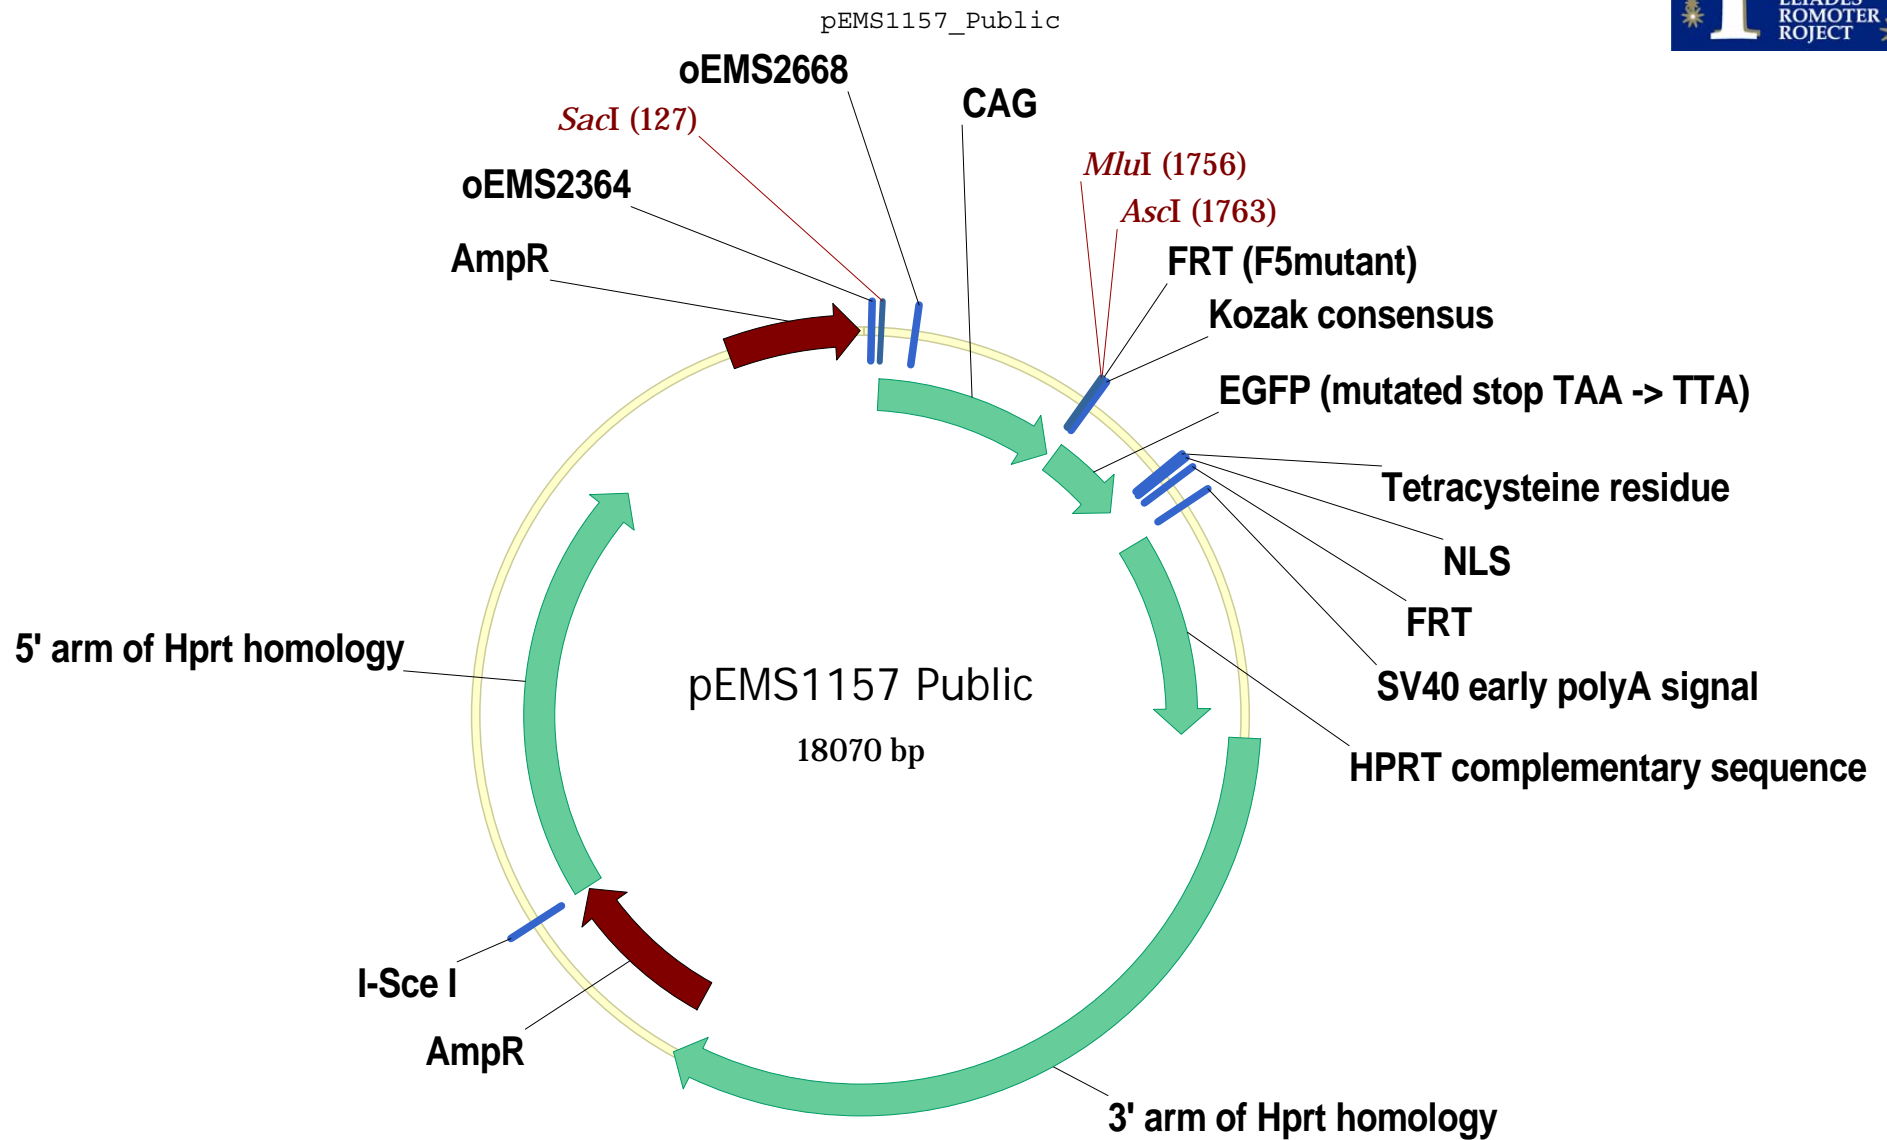 pEMS1157_Public
ROMOTER
ROJECT
oEMS2668
CAG
SacI (127)
MluI (1756)
oEMS2364
AscI (1763)
AmpR
FRT (F5mutant)
Kozak consensus
EGFP (mutated stop TAA -> TTA)
Tetracysteine residue
NLS
FRT
5' arm of Hprt homology
SV40 early polyA signal
pEMS1157 Public
18070 bp
HPRT complementary sequence
I-Sce I
AmpR
3' arm of Hprt homology